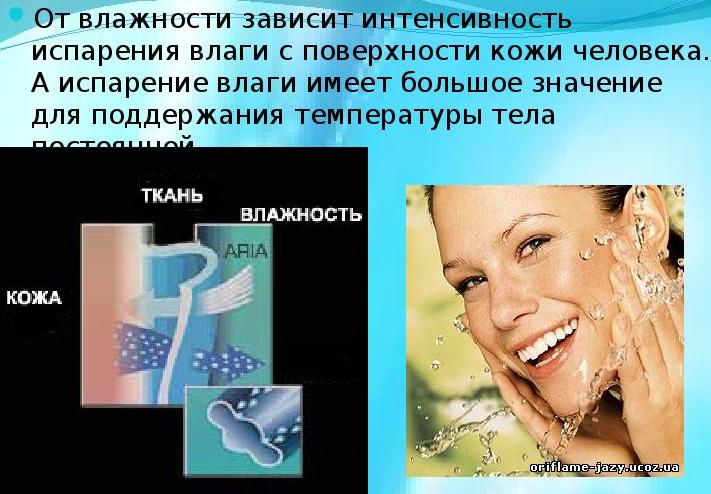 От влажности зависит интенсивность
испарения влаги с поверхности кожи человека.
А испарение влаги имеет большое значение
для поддержания температуры тела
постоянной
ТКАНЬ
ВЛАЖНОСТЬ
ARIA
КОЖА
oriflame-jazy.ucoz.ua